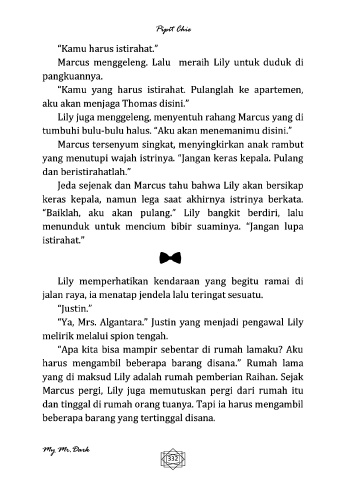 Pipit Chie
“Kamu harus istirahat.”
Marcus menggeleng. Lalu meraih Lily untuk duduk di
pangkuannya.
“Kamu yang harus istirahat. Pulanglah ke apartemen,
aku akan menjaga Thomas disini.”
Lily juga menggeleng, menyentuh rahang Marcus yang di
tumbuhi bulu-bulu halus. “Aku akan menemanimu disini.”
Marcus tersenyum singkat, menyingkirkan anak rambut
yang menutupi wajah istrinya. “Jangan keras kepala. Pulang
dan beristirahatlah.”
Jeda sejenak dan Marcus tahu bahwa Lily akan bersikap
keras kepala, namun lega saat akhirnya istrinya berkata.
“Baiklah, aku akan pulang.” Lily bangkit berdiri, lalu
menunduk untuk mencium bibir suaminya. “Jangan lupa
istirahat.”
Lily memperhatikan kendaraan yang begitu ramai di
jalan raya, ia menatap jendela lalu teringat sesuatu.
“Justin.”
“Ya, Mrs. Algantara.” Justin yang menjadi pengawal Lily
melirik melalui spion tengah.
“Apa kita bisa mampir sebentar di rumah lamaku? Aku
harus mengambil beberapa barang disana.” Rumah lama
yang di maksud Lily adalah rumah pemberian Raihan. Sejak
Marcus pergi, Lily juga memutuskan pergi dari rumah itu
dan tinggal di rumah orang tuanya. Tapi ia harus mengambil
beberapa barang yang tertinggal disana.
My Mr.Dark
332